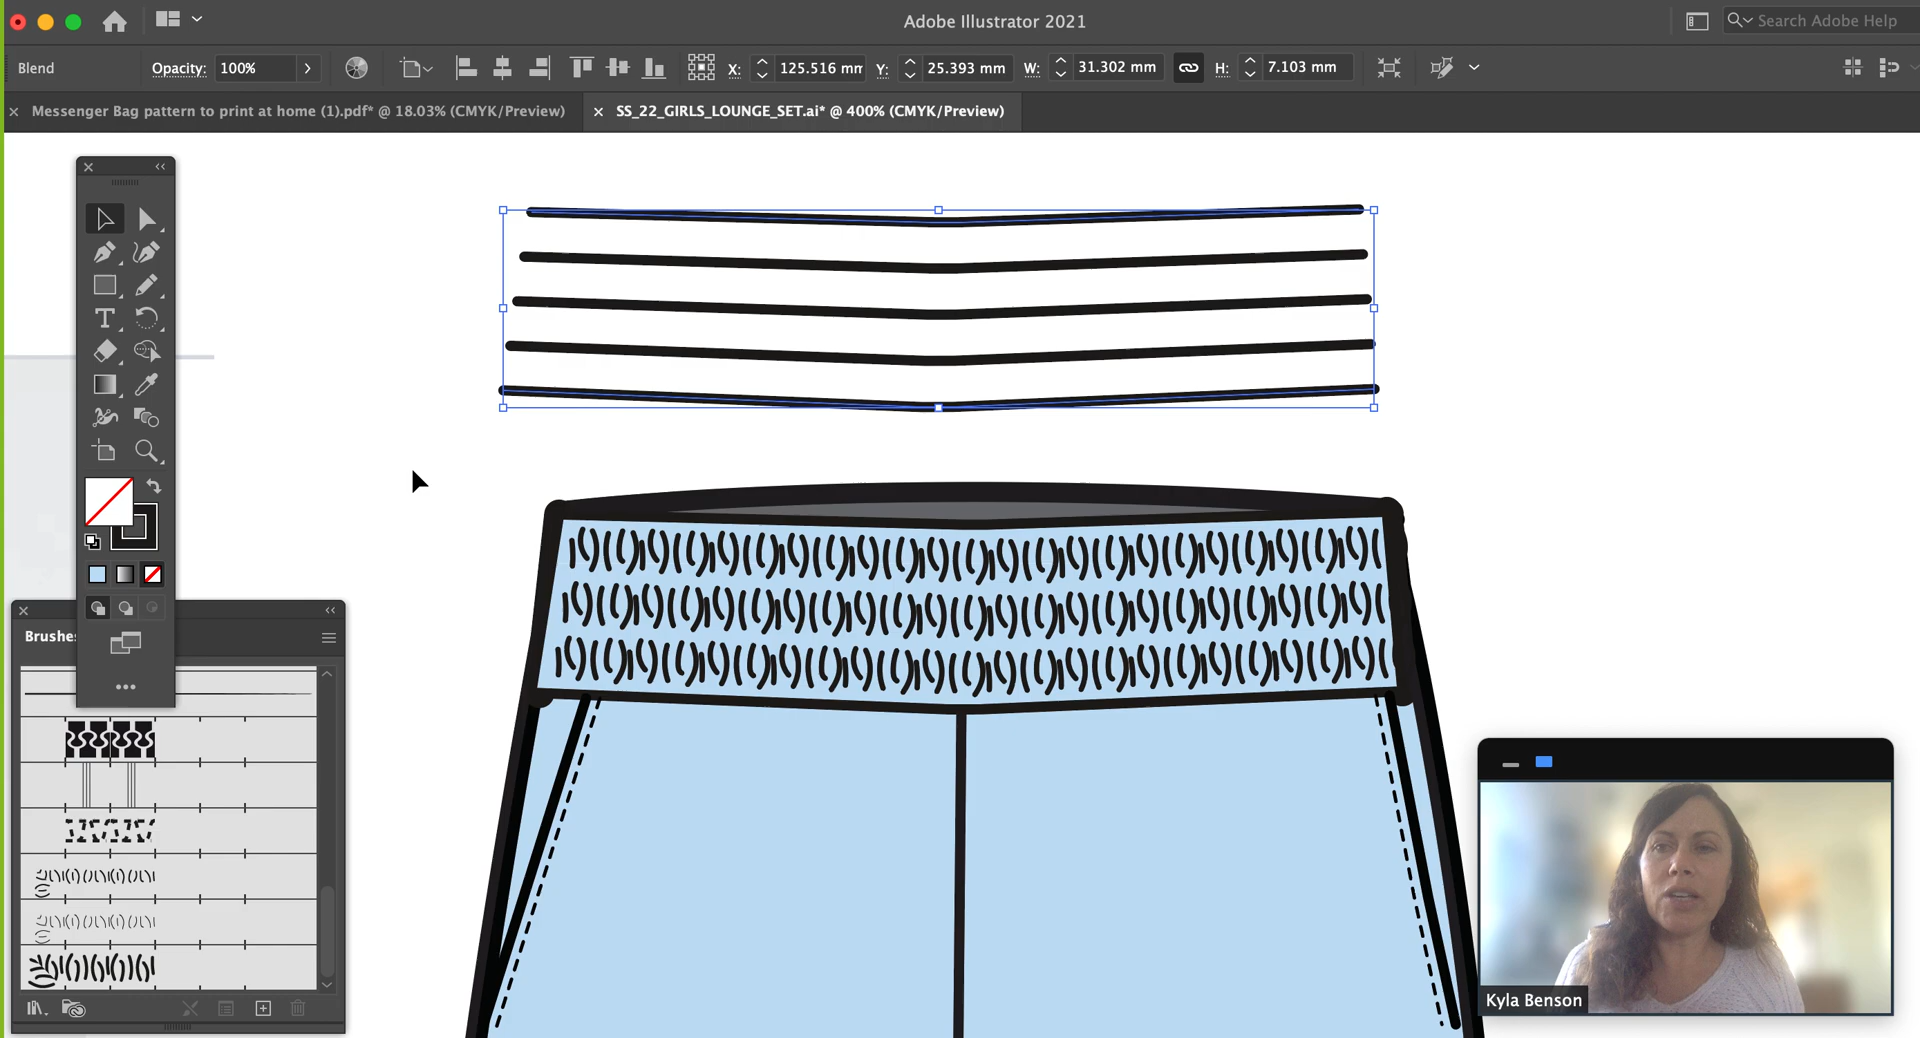 Adobe Illustrator 2021
Search Adobe Help
Blend
Opacity: 100%
X: 125.516 mm
Y: 25.393 mm
W: 31.302 mm
H: 7.103 mm
Messenger Bag pattern to print at home (1).pdf* @ 18.03% (CMYK/Preview)
SS_22_GIRLS_LOUNGE_SET.ai* @ 400% (CMYK/Preview)
Brushes
Kyla Benson